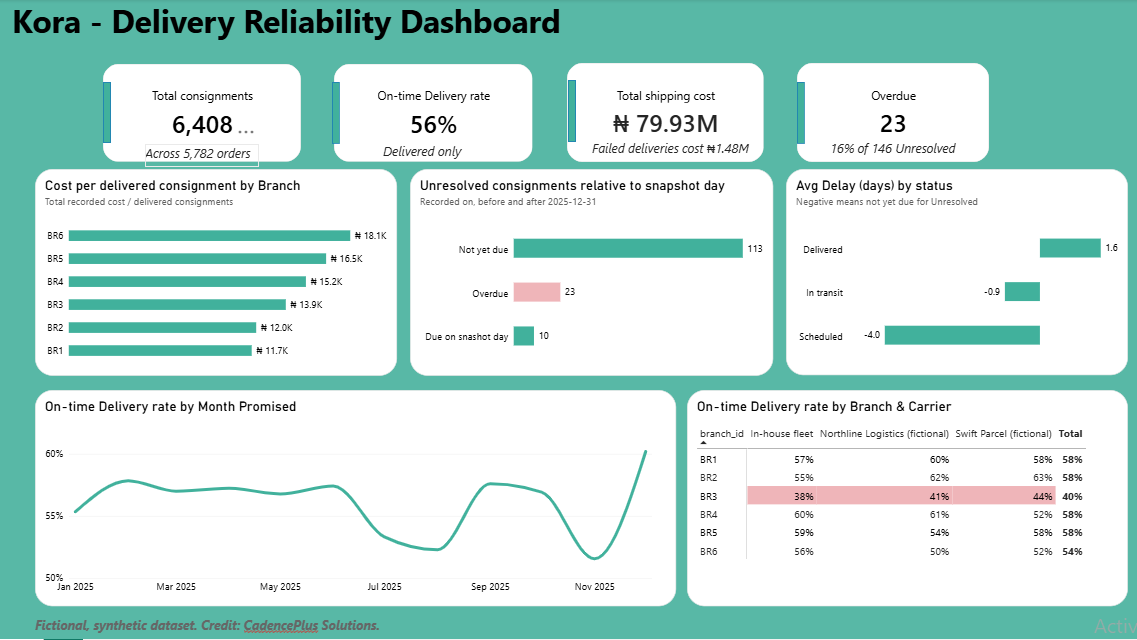 Kora - Delivery Reliability Dashboard
Total consignments
6,408 ...
Across 5,782 orders
On-time Delivery rate
56%
Delivered only
Total shipping cost
₦ 79.93M
Failed deliveries cost ₦1.48M
Overdue
23
16% of 146 Unresolved
Cost per delivered consignment by Branch
Total recorded cost / delivered consignments
BR6 ₦ 18.1K
BR5 ₦ 16.5K
BR4 ₦ 15.2K
BR3 ₦ 13.9K
BR2 ₦ 12.0K
BR1 ₦ 11.7K
Unresolved consignments relative to snapshot day
Recorded on, before and after 2025-12-31
Not yet due 113
Overdue 23
Due on snashot day 10
Avg Delay (days) by status
Negative means not yet due for Unresolved
Delivered 1.6
In transit -0.9
Scheduled -4.0
On-time Delivery rate by Month Promised
60%
55%
50%
Jan 2025 Mar 2025 May 2025 Jul 2025 Sep 2025 Nov 2025
On-time Delivery rate by Branch & Carrier
branch_id In-house fleet Northline Logistics (fictional) Swift Parcel (fictional) Total
BR1 57% 60% 58% 58%
BR2 55% 62% 63% 58%
BR3 38% 41% 44% 40%
BR4 60% 61% 52% 58%
BR5 59% 54% 58% 58%
BR6 56% 50% 52% 54%
Fictional, synthetic dataset. Credit: CadencePlus Solutions.